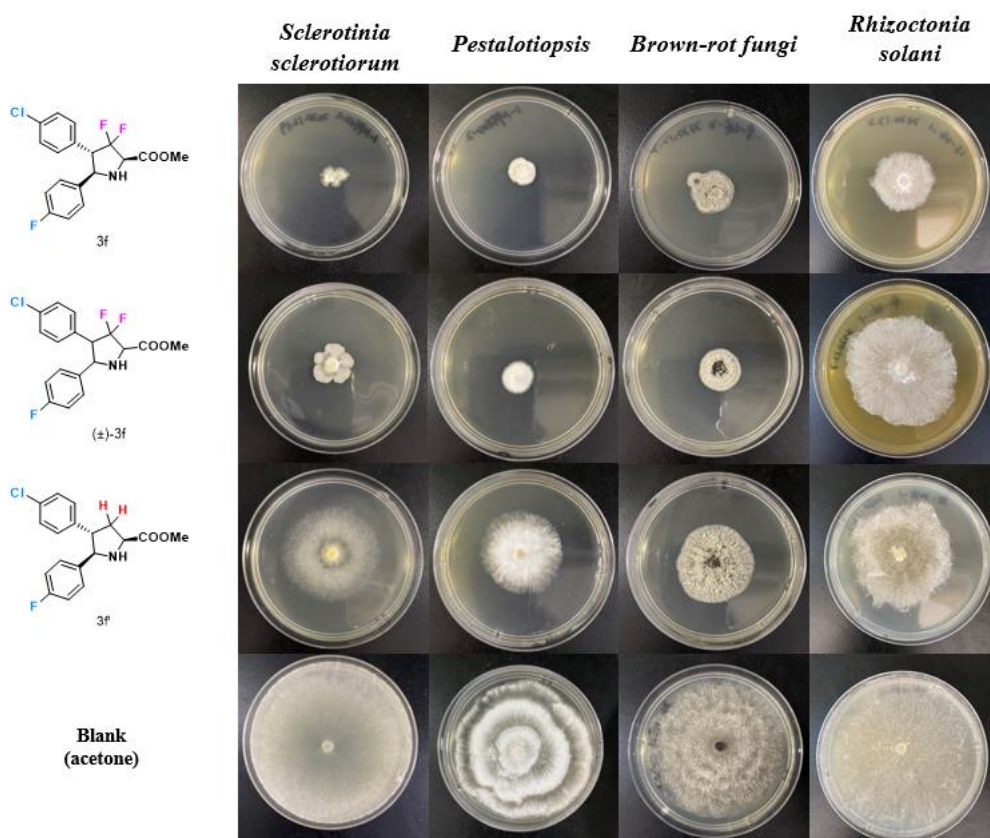 Sclerotinia
sclerotiorum
Pestalotiopsis
Brown-rot fungi
Rhizoctonia
solani
Cl
F F
COOMe
NH
F
3f
Cl
F F
COOMe
NH
F
(±)-3f
Cl
H H
COOMe
NH
F
3f'
Blank
(acetone)